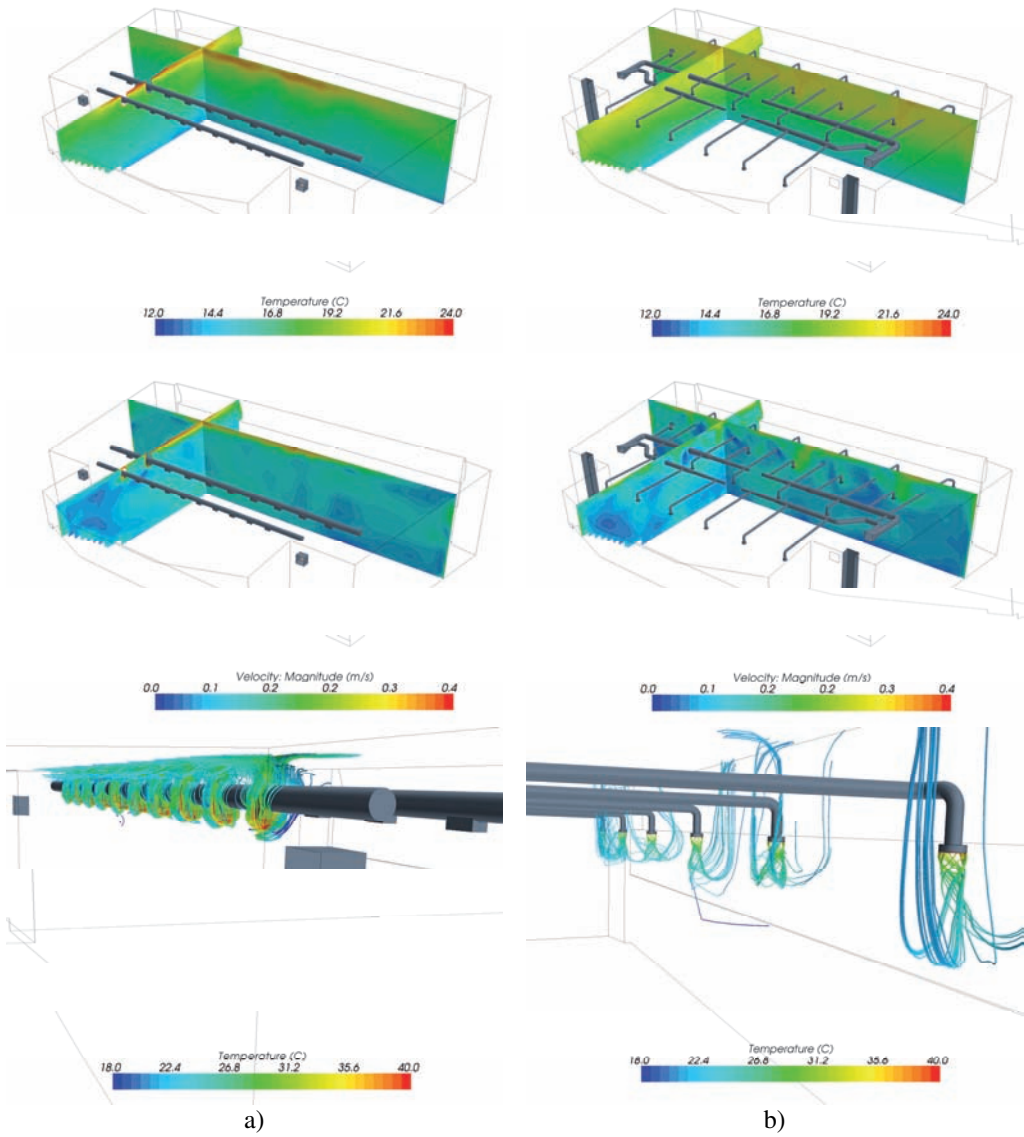 Temperature (C)
12.0 14.4 16.8 19.2 21.6 24.0
Temperature (C)
12.0 14.4 16.8 19.2 21.6 24.0
Velocity: Magnitude (m/s)
0.0 0.1 0.2 0.2 0.3 0.4
Velocity: Magnitude (m/s)
0.0 0.1 0.2 0.2 0.3 0.4
Temperature (C)
18.0 22.4 26.8 31.2 35.6 40.0
Temperature (C)
18.0 22.4 26.8 31.2 35.6 40.0
a)
b)